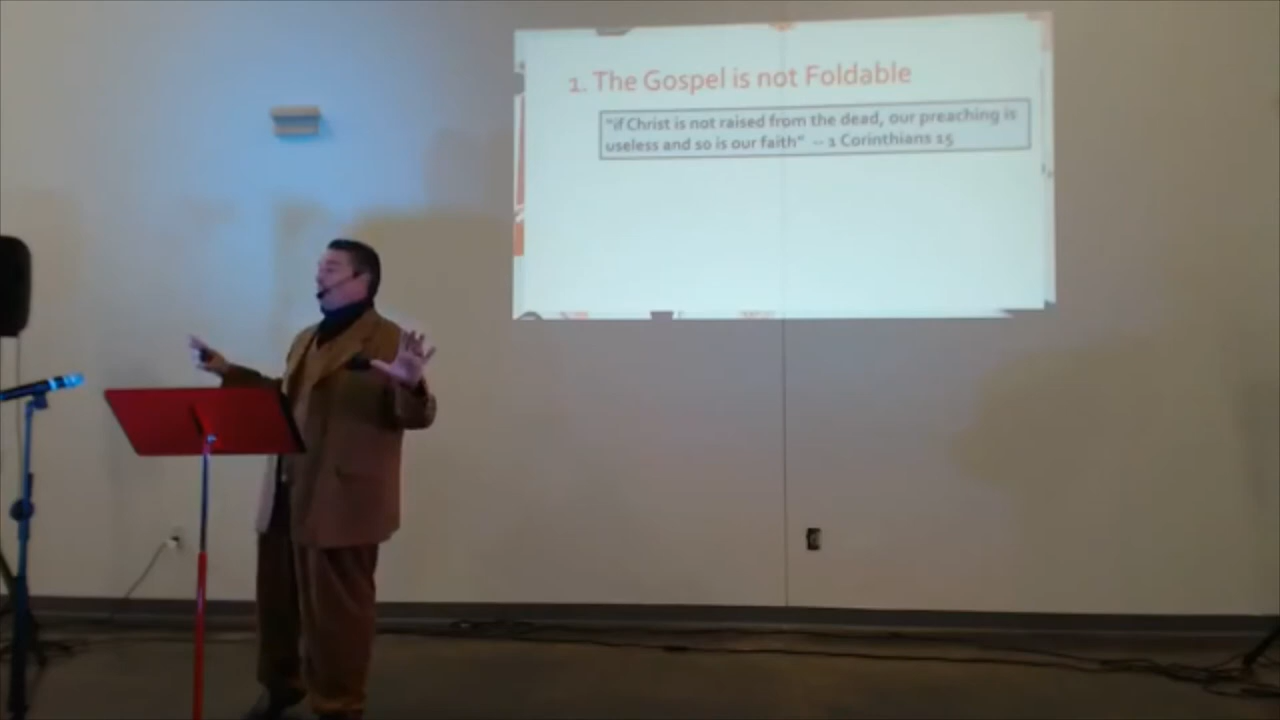 1. The Gospel is not Foldable
"if Christ is not raised from the dead, our preaching is
useless and so is our faith" -- 1 Corinthians 15